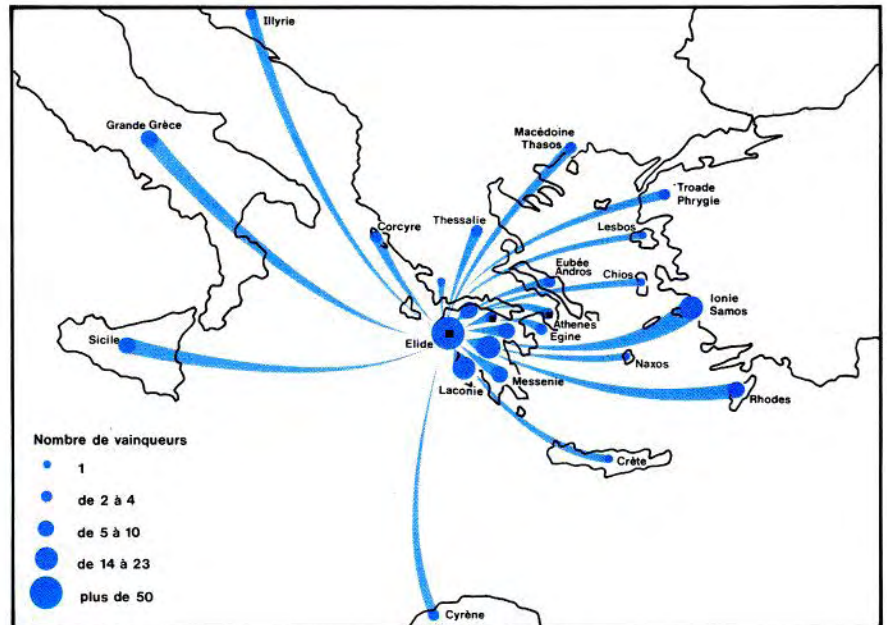 Illyrie
Grande Grèce
Macédoine
Thasos
Troade
Phrygie
Thessalie
Corcyre
Lesbos
Eubée
Andros
Chios
Ionie
Samos
Athenes
Egine
Sicile
Elide
Naxos
Messenie
Laconie
Rhodes
Crète
Cyrène
Nombre de vainqueurs
1
de 2 à 4
de 5 à 10
de 14 à 23
plus de 50